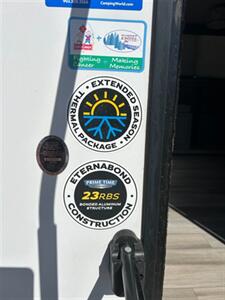 CampingWorld.com
Fighting Cancer - Making Memories
EXTENDED SEASON
THERMAL PACKAGE
ETERNABOND
PRIME TIME
23RBS
BONDED ALUMINUM
STRUCTURE
CONSTRUCTION